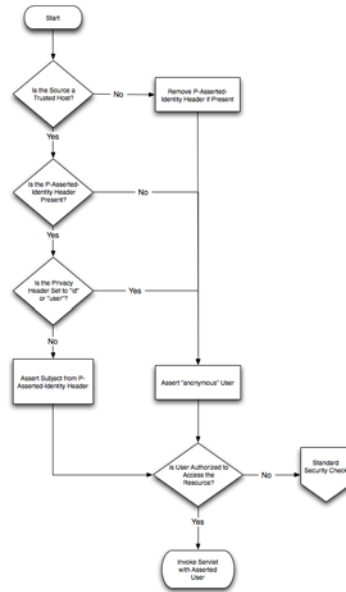 Start
Is the Source a
Trusted Host?
No
Remove P-Asserted-
Identity Header if Present
Yes
Is the P-Asserted-
Identity Header
Present?
No
Yes
Is the Privacy
Header Set to "id"
or "user"?
Yes
No
Assert Subject from P-
Asserted-Identity Header
Assert "anonymous" User
Is User Authorized to
Access the
Resource?
No
Standard
Security Check
Yes
Invoke Servlet
with Asserted
User